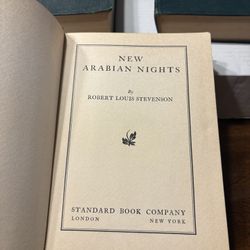 NEW
ARABIAN NIGHTS
By
ROBERT LOUIS STEVENSON
STANDARD BOOK COMPANY
LONDON NEW YORK